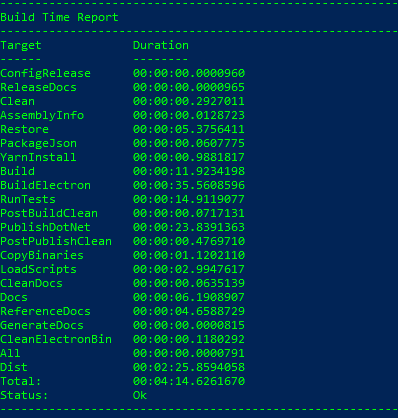 ---------------------------------------------------------------------
Build Time Report
---------------------------------------------------------------------
Target Duration
------ --------
ConfigRelease 00:00:00.0000960
ReleaseDocs 00:00:00.0000965
Clean 00:00:00.2927011
AssemblyInfo 00:00:00.0128723
Restore 00:00:05.3756411
PackageJson 00:00:00.0607775
YarnInstall 00:00:00.9881817
Build 00:00:11.9234198
BuildElectron 00:00:35.5608596
RunTests 00:00:14.9119077
PostBuildClean 00:00:00.0717131
PublishDotNet 00:00:23.8391363
PostPublishClean 00:00:00.4769710
CopyBinaries 00:00:01.1202110
LoadScripts 00:00:02.9947617
CleanDocs 00:00:00.0635139
Docs 00:00:06.1908907
ReferenceDocs 00:00:04.6588729
GenerateDocs 00:00:00.0000815
CleanElectronBin 00:00:00.1180292
All 00:00:00.0000791
Dist 00:02:25.8594058
Total: 00:04:14.6261670
Status: Ok
---------------------------------------------------------------------